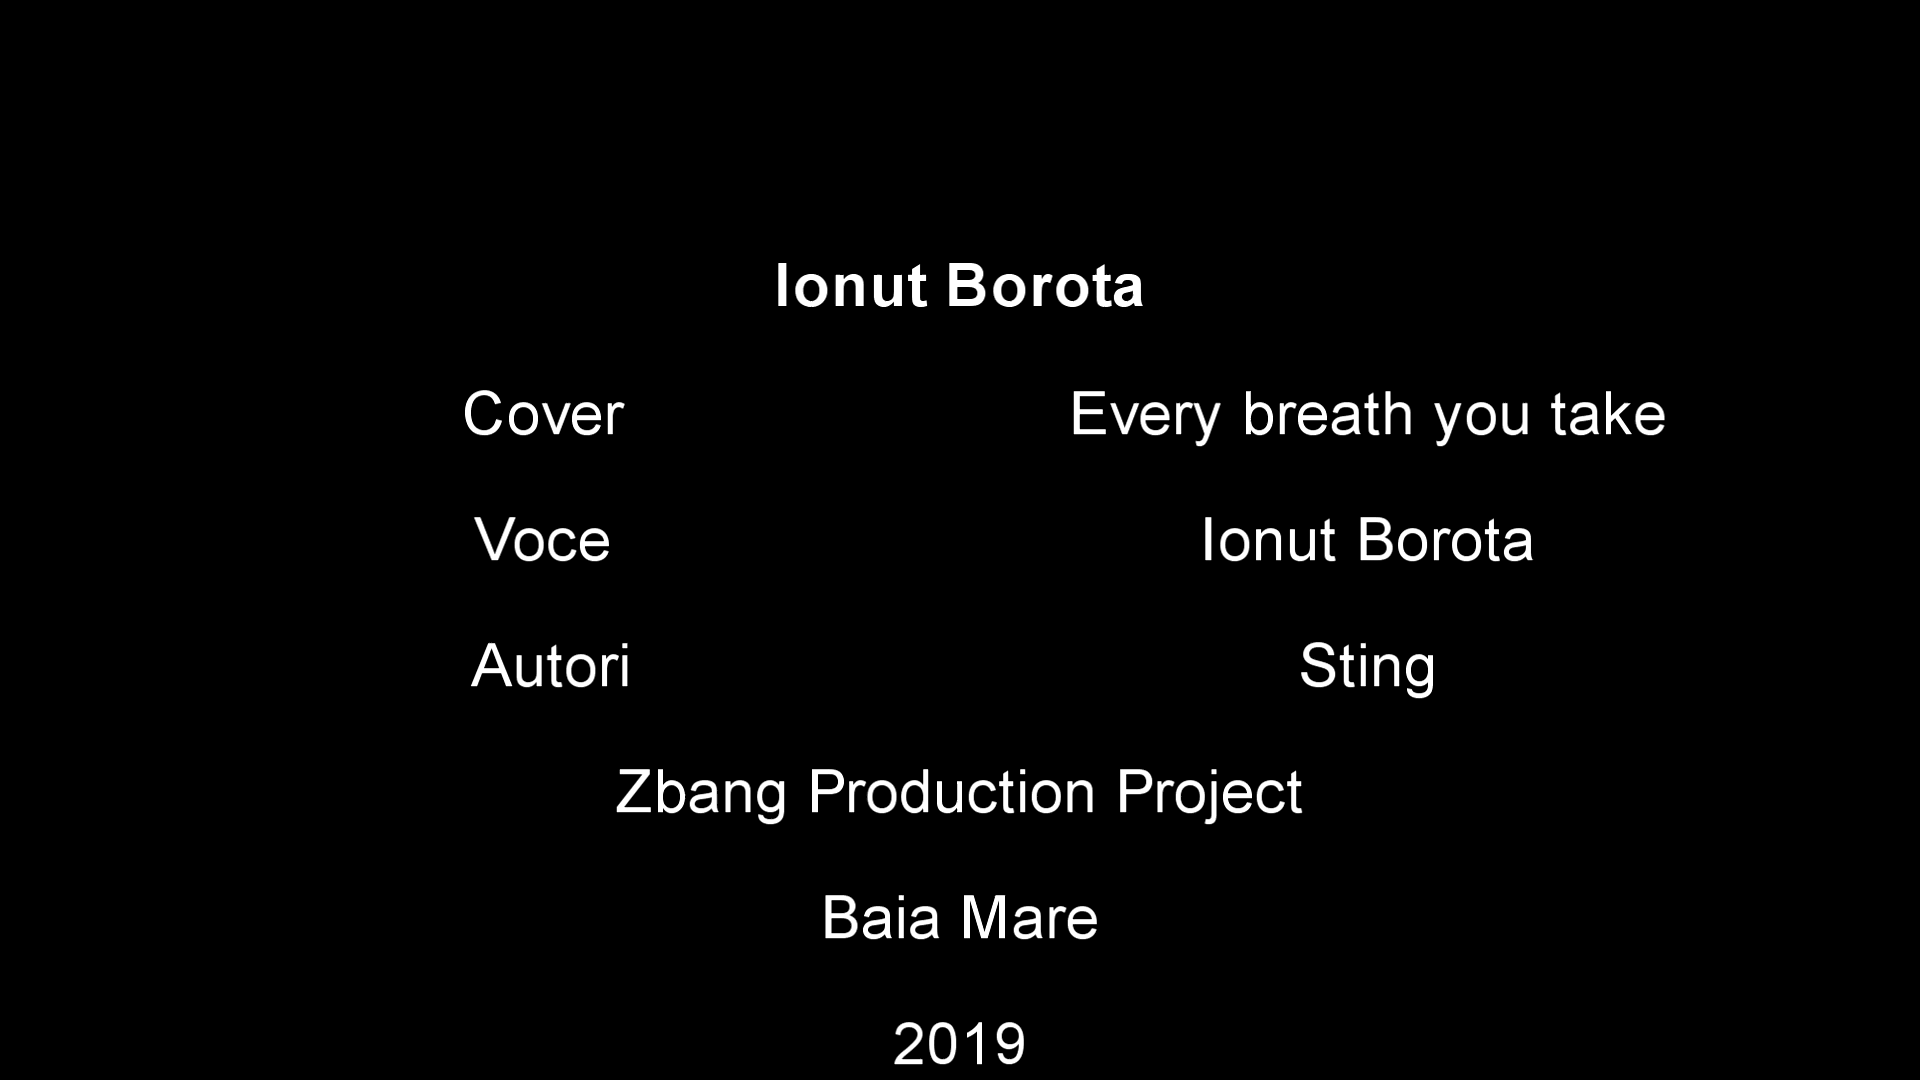 Ionut Borota
Cover Every breath you take
Voce Ionut Borota
Autori Sting
Zbang Production Project
Baia Mare
2019